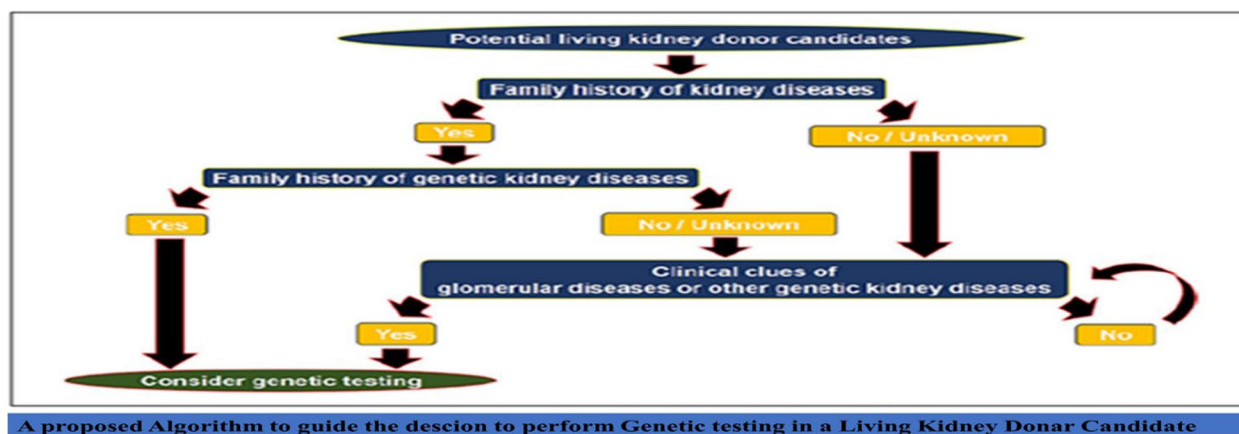 Potential living kidney donor candidates
Family history of kidney diseases
Yes
No / Unknown
Family history of genetic kidney diseases
Yes
No / Unknown
Clinical clues of
glomerular diseases or other genetic kidney diseases
Yes
No
Consider genetic testing
A proposed Algorithm to guide the descion to perform Genetic testing in a Living Kidney Donar Candidate